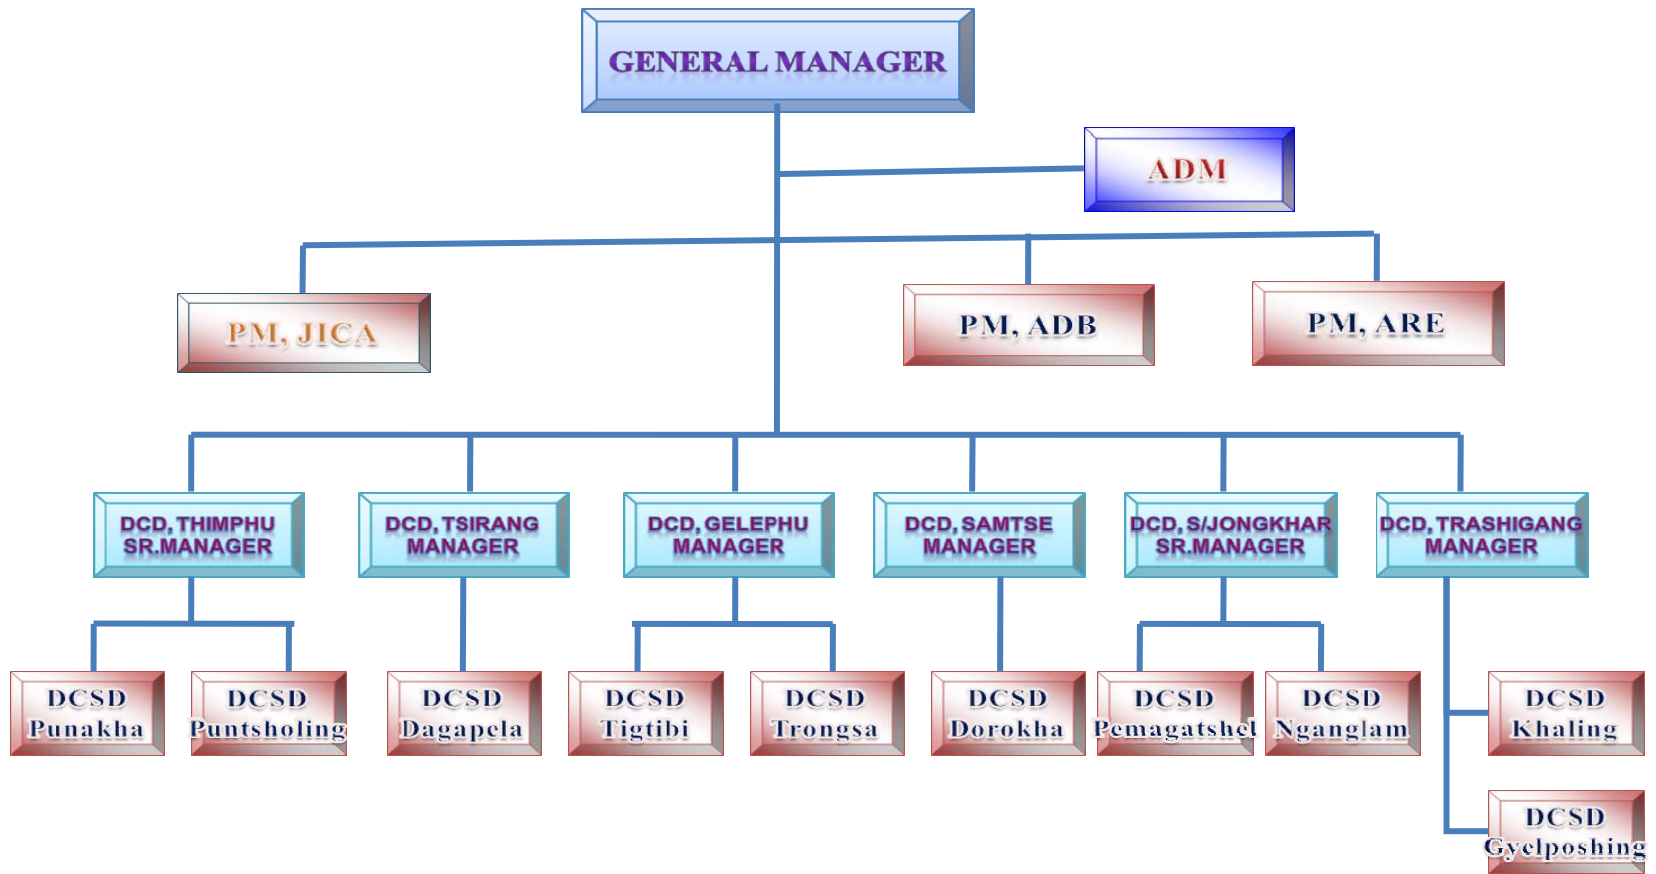 GENERAL MANAGER
ADM
PM, JICA
PM, ADB
PM, ARE
DCD, THIMPHU
SR.MANAGER
DCD, TSIRANG
MANAGER
DCD, GELEPHU
MANAGER
DCD, SAMTSE
MANAGER
DCD, S/JONGKHAR
SR.MANAGER
DCD, TRASHIGANG
MANAGER
DCSD
Punakha
DCSD
Puntsholing
DCSD
Dagapela
DCSD
Tigtibi
DCSD
Trongsa
DCSD
Dorokha
DCSD
Pemagatshel
DCSD
Nganglam
DCSD
Khaling
DCSD
Gyelposhing